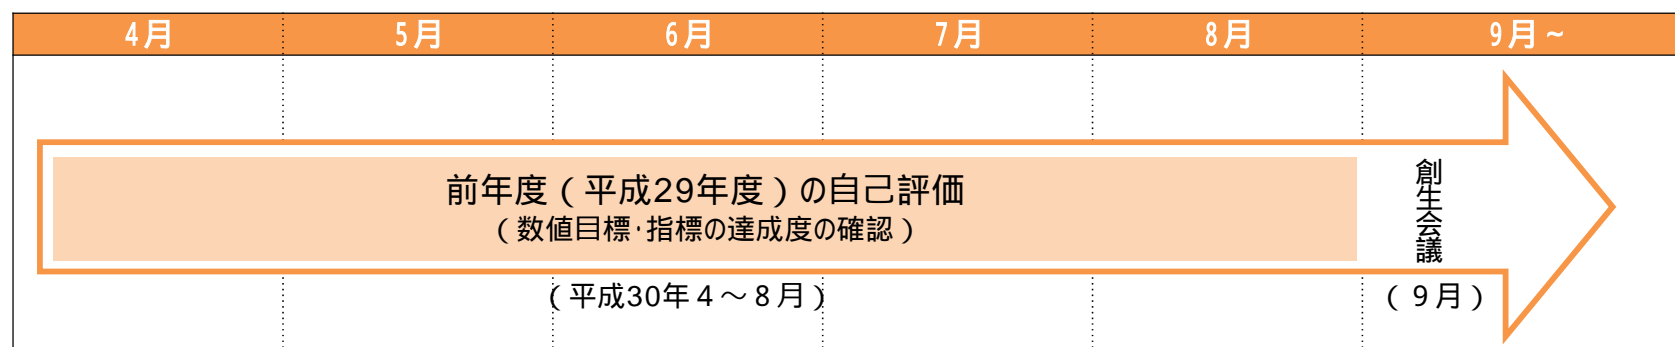 4月 5月 6月 7月 8月 9月~
前年度(平成29年度)の自己評価
(数値目標・指標の達成度の確認)
創生会議
(平成30年4～8月)
(9月)